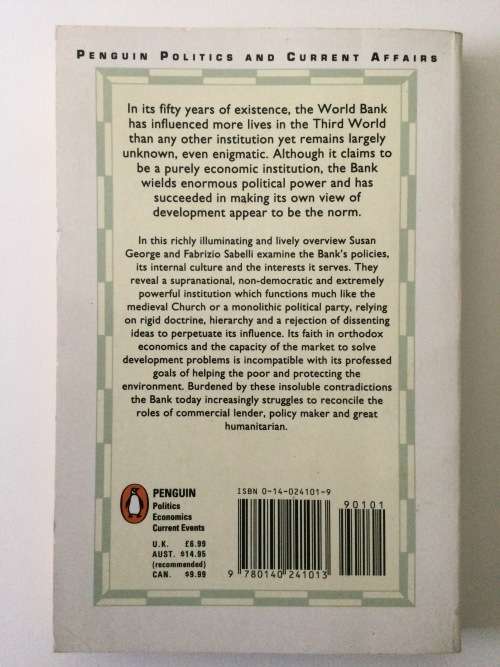 PENGUIN POLITICS AND CURRENT AFFAIRS
In its fifty years of existence, the World Bank
has influenced more lives in the Third World
than any other institution yet remains largely
unknown, even enigmatic. Although it claims to
be a purely economic institution, the Bank
wields enormous political power and has
succeeded in making its own view of
development appear to be the norm.
In this richly illuminating and lively overview Susan
George and Fabrizio Sabelli examine the Bank's policies,
its internal culture and the interests it serves. They
reveal a supranational, non-democratic and extremely
powerful institution which functions much like the
medieval Church or a monolithic political party, relying
on rigid doctrine, hierarchy and a rejection of dissenting
ideas to perpetuate its influence. Its faith in orthodox
economics and the capacity of the market to solve
development problems is incompatible with its professed
goals of helping the poor and protecting the
environment. Burdened by these insoluble contradictions
the Bank today increasingly struggles to reconcile the
roles of commercial lender, policy maker and great
humanitarian.
PENGUIN
Politics
Economics
Current Events
U.K. £6.99
AUST. $14.95
(recommended)
CAN. $9.99
ISBN 0-14-024101-9
90101
9 780140 241013